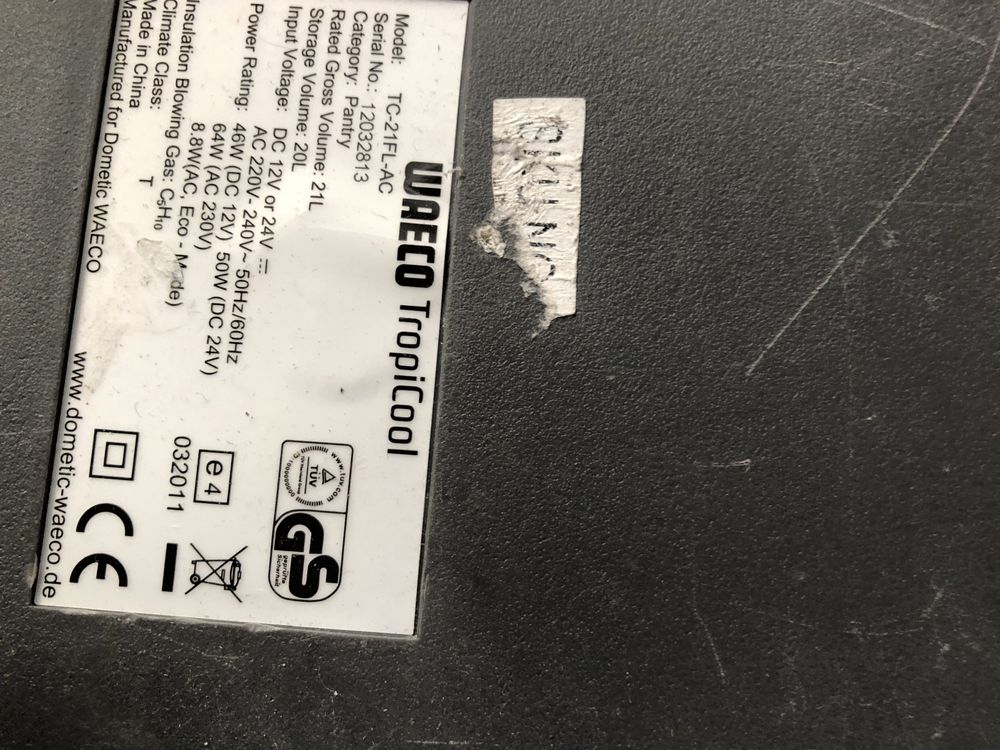 WAECO TropiCool
Model: TC-21FL-AC
Serial No.: 12032813
Category: Pantry
Rated Gross Volume: 21L
Storage Volume: 20L
Input Voltage: DC 12V or 24V ⎓
AC 220V- 240V~ 50Hz/60Hz
Power Rating: 46W (DC 12V) 50W (DC 24V)
64W (AC 230V)
8.8W(AC, Eco - Mode)
Insulation Blowing Gas: C₅H₁₀
Climate Class: T
Made in China
Manufactured for Dometic WAECO
www.tuv.com
TÜV
GS
geprüfte
Sicherheit
e 4
032011
CE
www.dometic-waeco.de